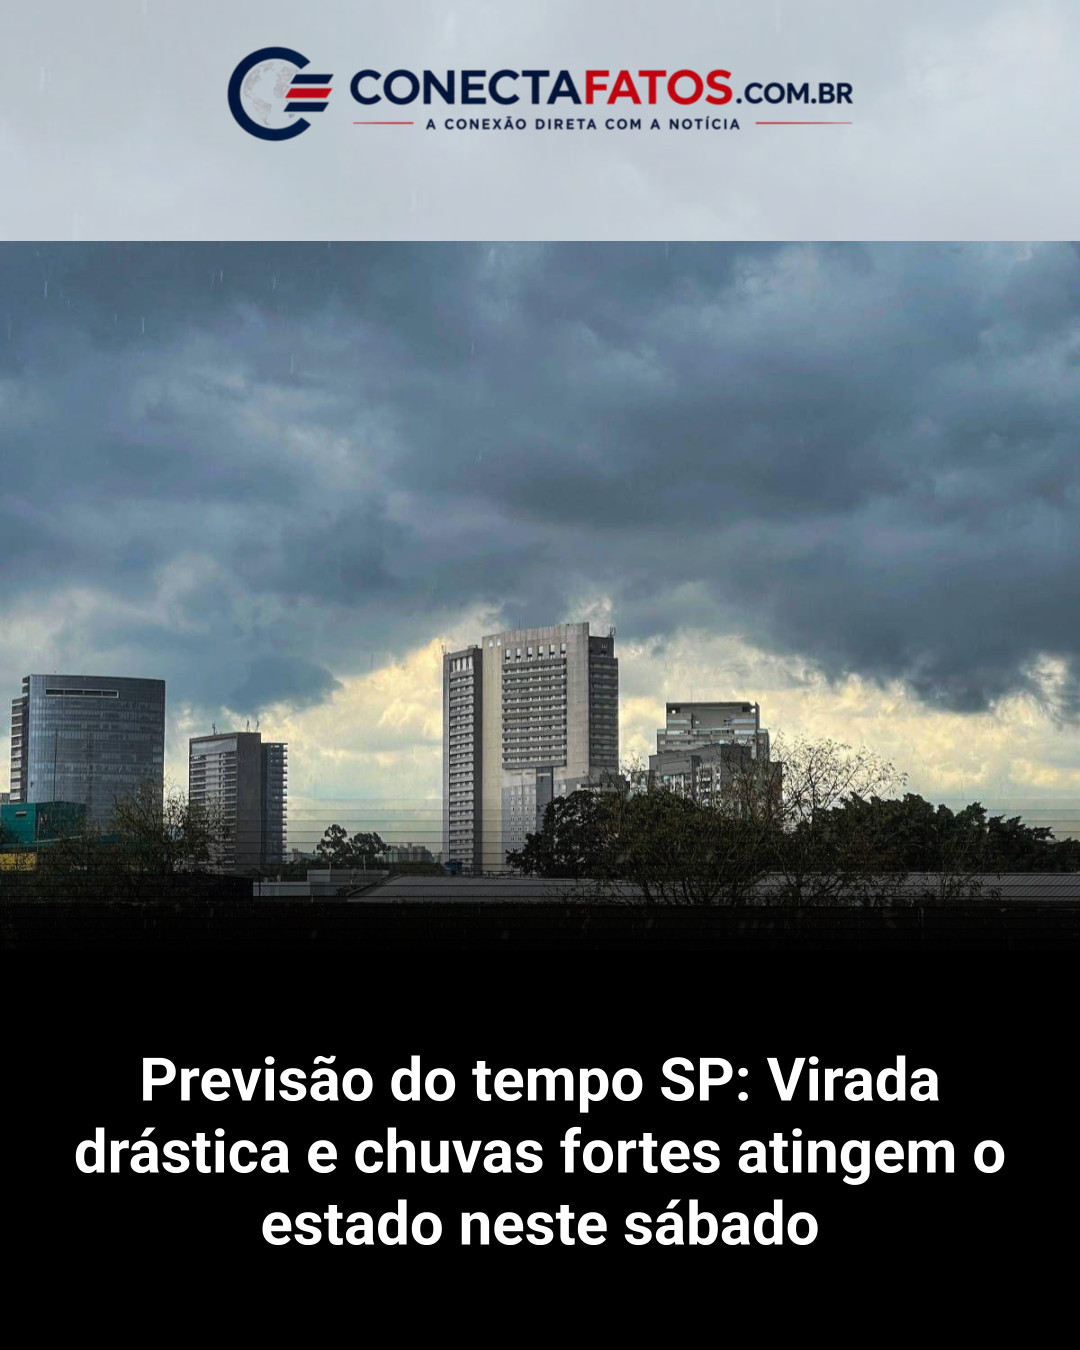 CONECTAFATOS.COM.BR
A CONEXÃO DIRETA COM A NOTÍCIA
Previsão do tempo SP: Virada
drástica e chuvas fortes atingem o
estado neste sábado